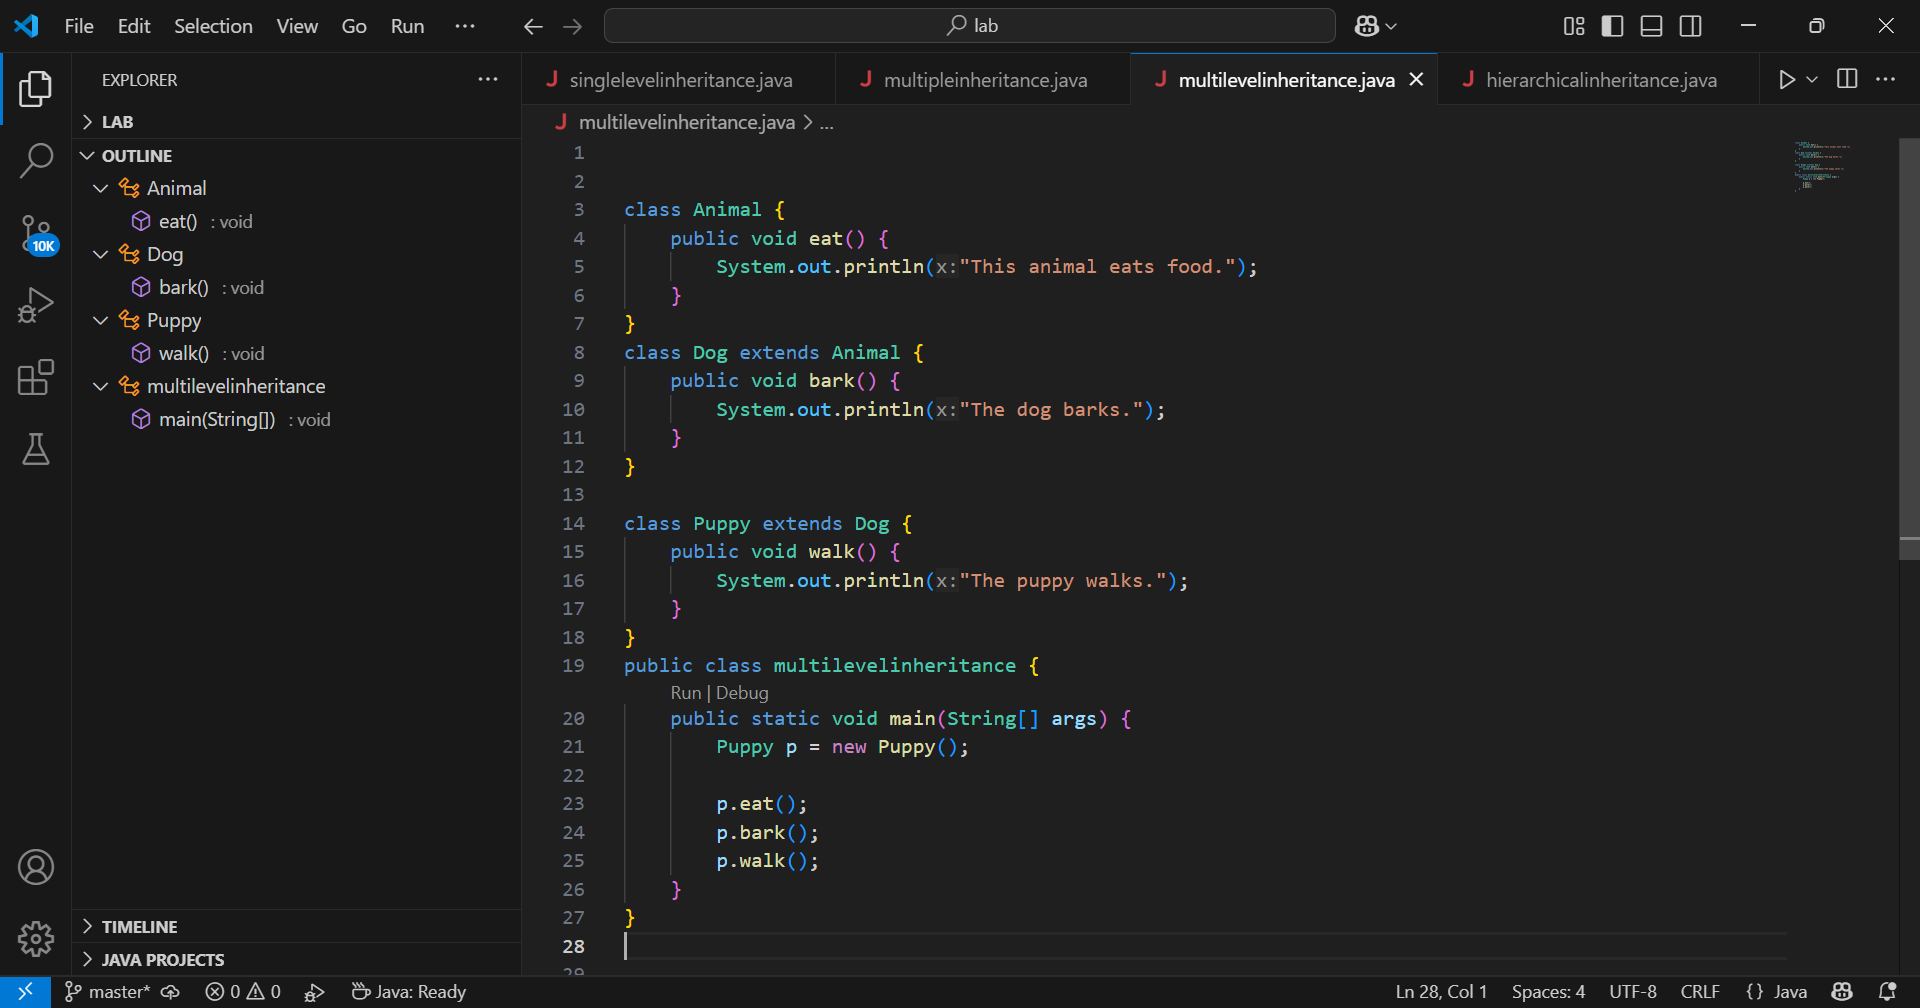 File Edit Selection View Go Run ···
lab
EXPLORER ···
LAB
OUTLINE
Animal
eat() : void
Dog
bark() : void
Puppy
walk() : void
multilevelinheritance
main(String[]) : void
TIMELINE
JAVA PROJECTS
10K
singlelevelinheritance.java multipleinheritance.java multilevelinheritance.java hierarchicalinheritance.java
multilevelinheritance.java > ...
1
2
3 class Animal {
4     public void eat() {
5         System.out.println(x:"This animal eats food.");
6     }
7 }
8 class Dog extends Animal {
9     public void bark() {
10         System.out.println(x:"The dog barks.");
11     }
12 }
13
14 class Puppy extends Dog {
15     public void walk() {
16         System.out.println(x:"The puppy walks.");
17     }
18 }
19 public class multilevelinheritance {
Run | Debug
20     public static void main(String[] args) {
21         Puppy p = new Puppy();
22
23         p.eat();
24         p.bark();
25         p.walk();
26     }
27 }
28
29
master* 0 0 Java: Ready Ln 28, Col 1 Spaces: 4 UTF-8 CRLF {} Java